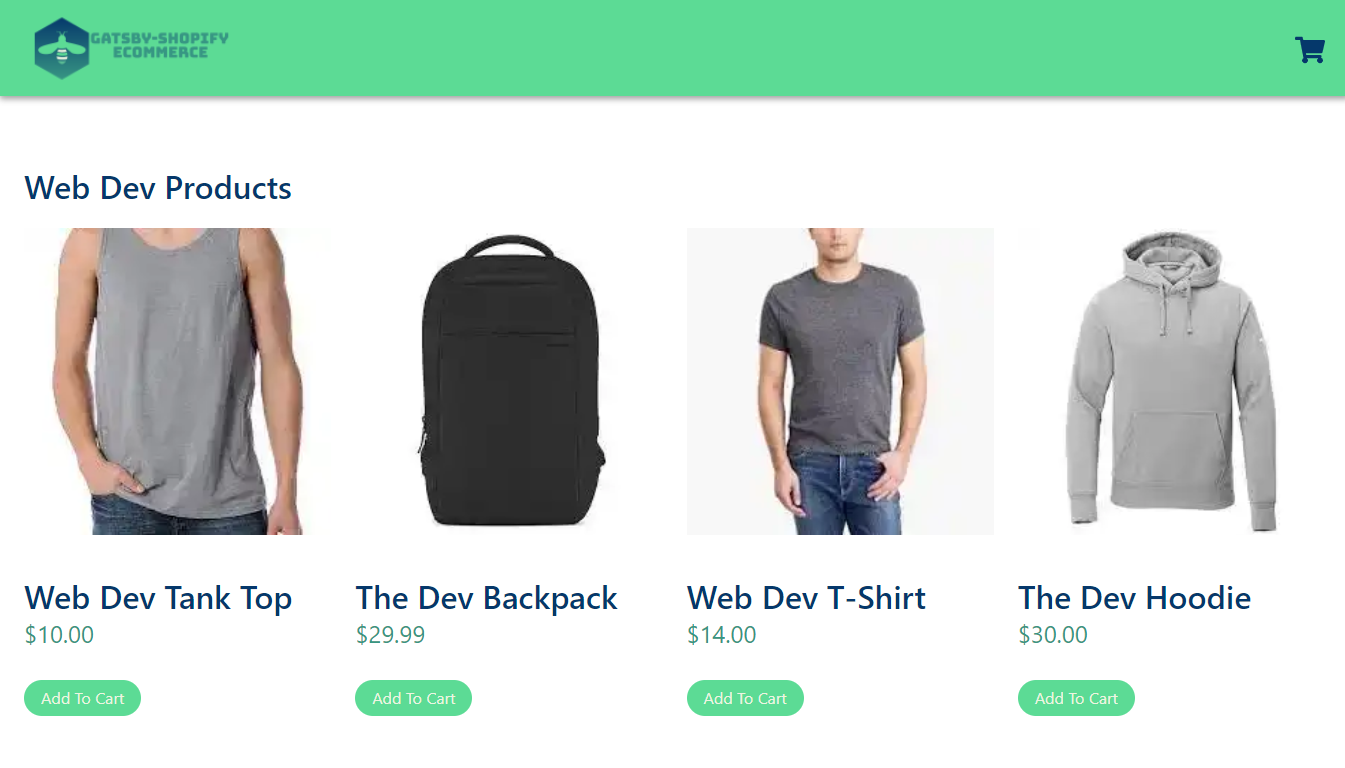 GATSBY-SHOPIFY
ECOMMERCE
Web Dev Products
Web Dev Tank Top
$10.00
Add To Cart
The Dev Backpack
$29.99
Add To Cart
Web Dev T-Shirt
$14.00
Add To Cart
The Dev Hoodie
$30.00
Add To Cart